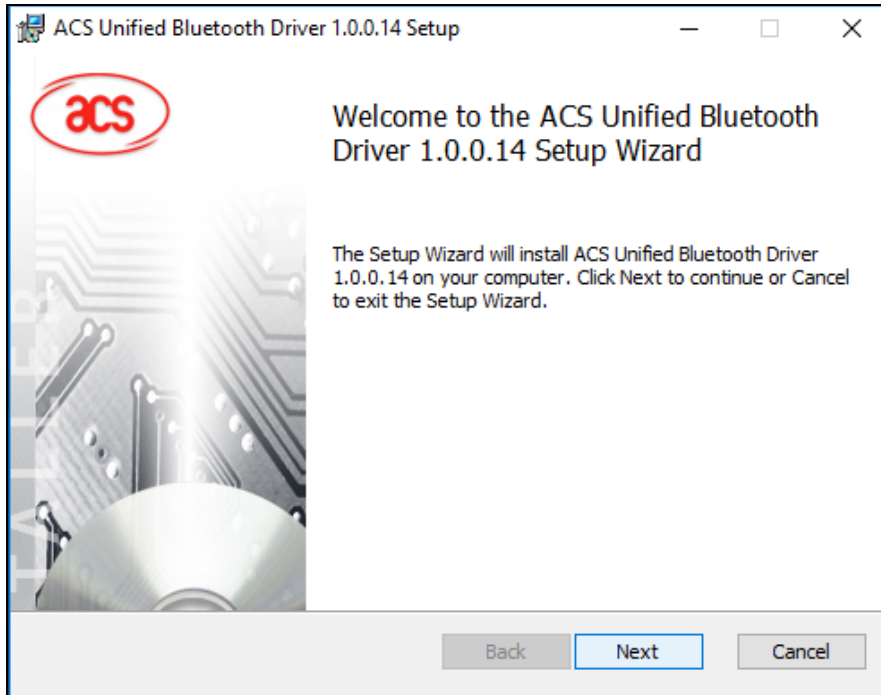 ACS Unified Bluetooth Driver 1.0.0.14 Setup
acs
Welcome to the ACS Unified Bluetooth
Driver 1.0.0.14 Setup Wizard
The Setup Wizard will install ACS Unified Bluetooth Driver
1.0.0.14 on your computer. Click Next to continue or Cancel
to exit the Setup Wizard.
Back
Next
Cancel